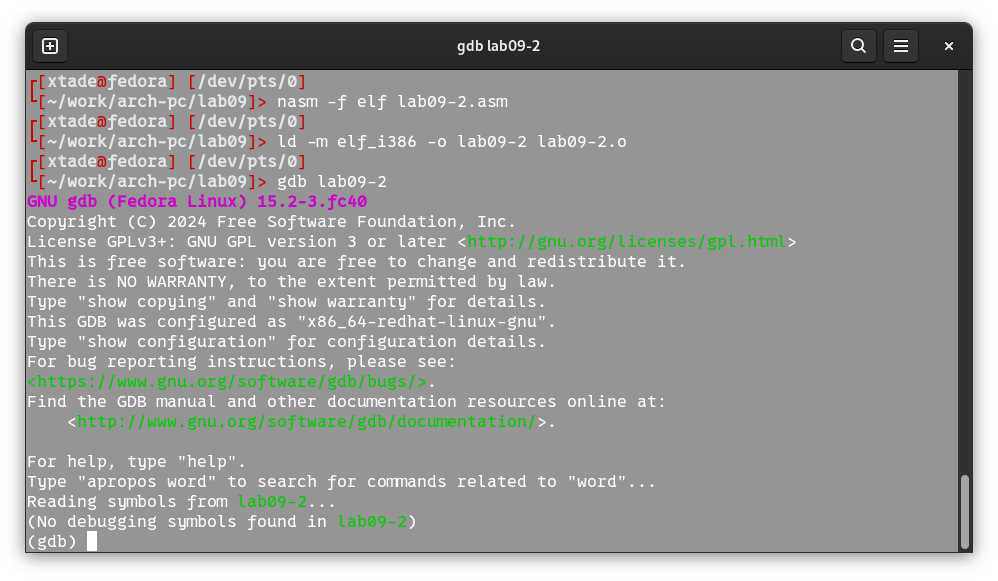 gdb lab09-2
┌[xtade@fedora] [/dev/pts/0]
└[~/work/arch-pc/lab09]> nasm -f elf lab09-2.asm
┌[xtade@fedora] [/dev/pts/0]
└[~/work/arch-pc/lab09]> ld -m elf_i386 -o lab09-2 lab09-2.o
┌[xtade@fedora] [/dev/pts/0]
└[~/work/arch-pc/lab09]> gdb lab09-2
GNU gdb (Fedora Linux) 15.2-3.fc40
Copyright (C) 2024 Free Software Foundation, Inc.
License GPLv3+: GNU GPL version 3 or later <http://gnu.org/licenses/gpl.html>
This is free software: you are free to change and redistribute it.
There is NO WARRANTY, to the extent permitted by law.
Type "show copying" and "show warranty" for details.
This GDB was configured as "x86_64-redhat-linux-gnu".
Type "show configuration" for configuration details.
For bug reporting instructions, please see:
<https://www.gnu.org/software/gdb/bugs/>.
Find the GDB manual and other documentation resources online at:
    <http://www.gnu.org/software/gdb/documentation/>.

For help, type "help".
Type "apropos word" to search for commands related to "word"...
Reading symbols from lab09-2...
(No debugging symbols found in lab09-2)
(gdb)